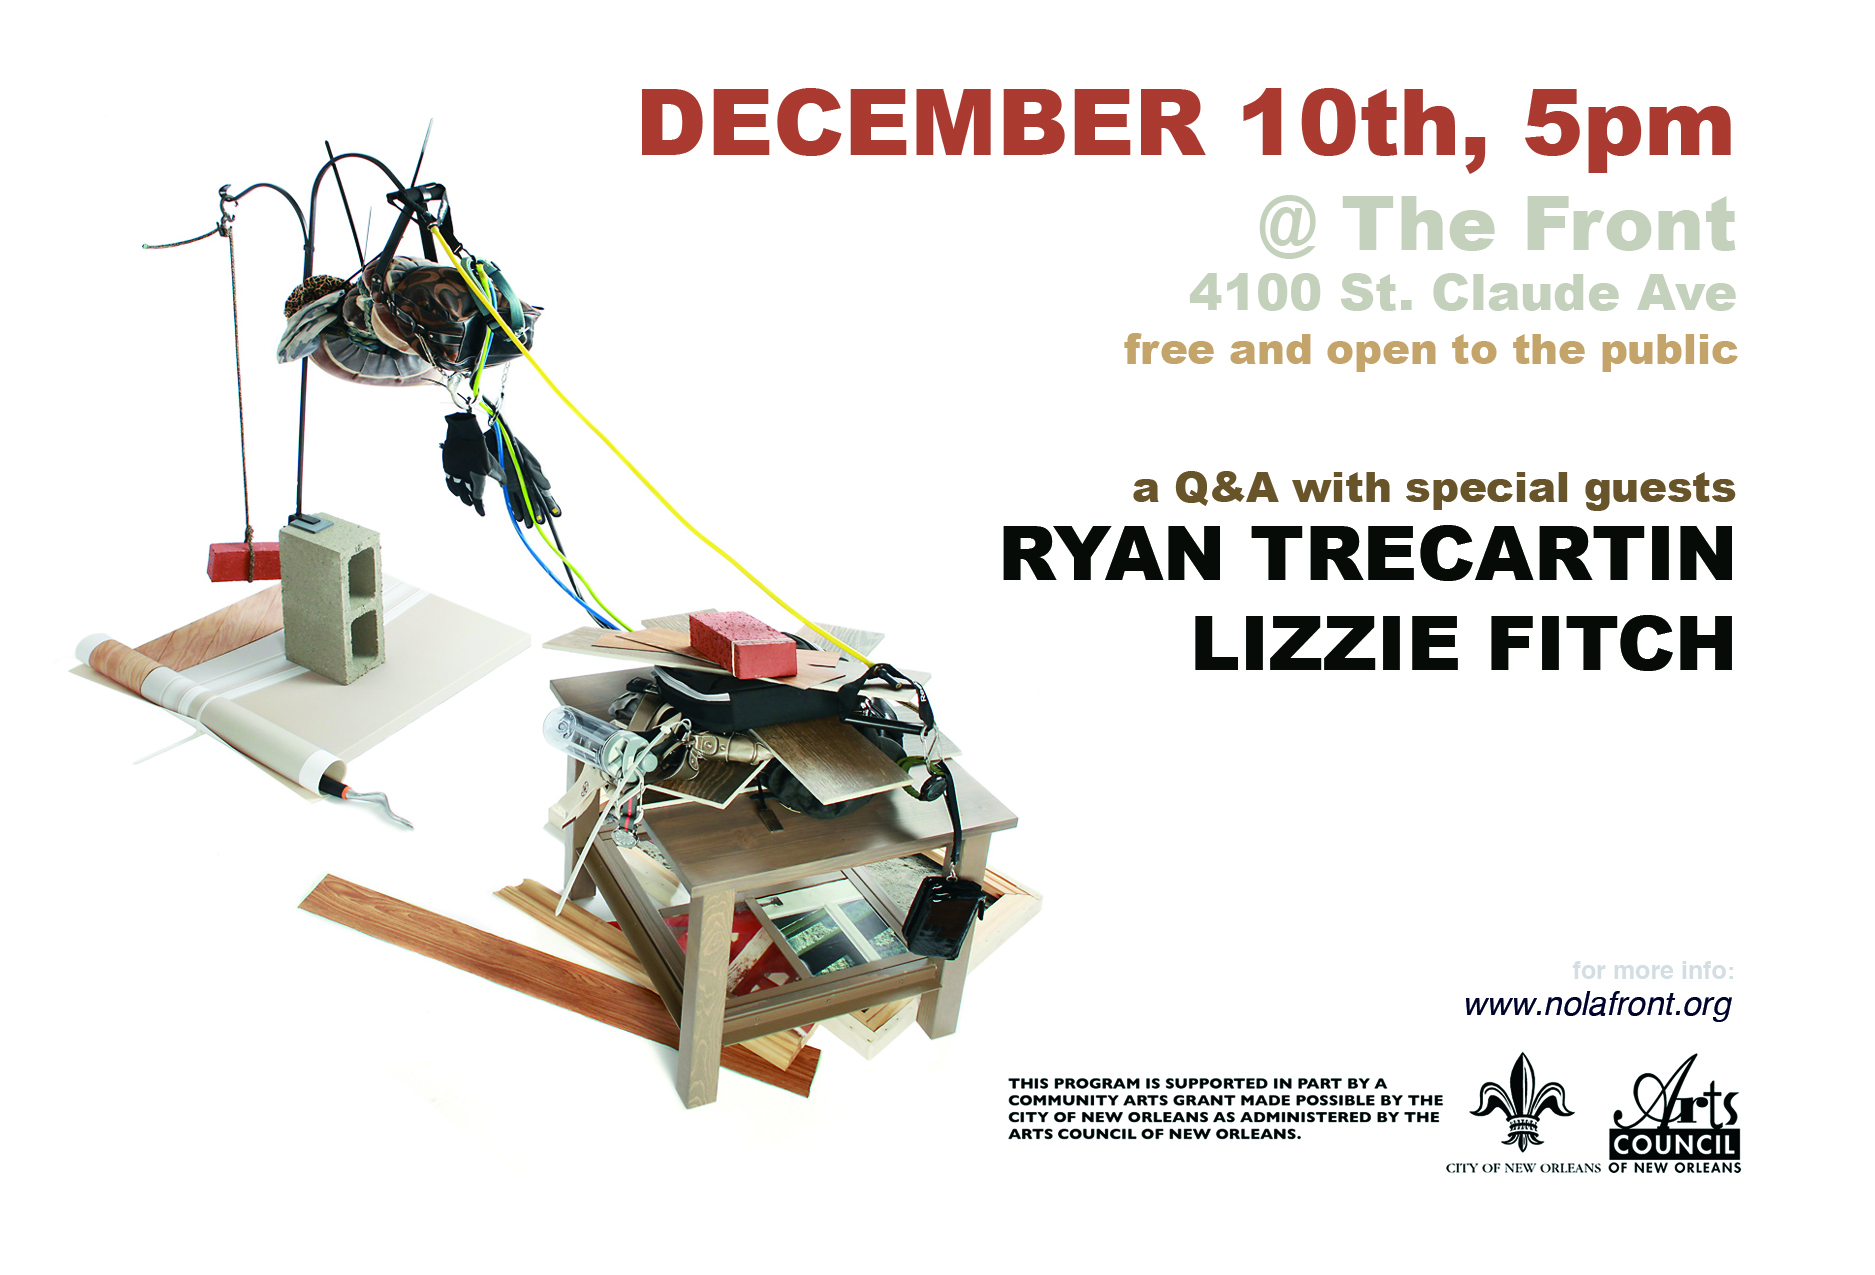 DECEMBER 10th, 5pm
@ The Front
4100 St. Claude Ave
free and open to the public
a Q&A with special guests
RYAN TRECARTIN
LIZZIE FITCH
for more info:
www.nolafront.org
THIS PROGRAM IS SUPPORTED IN PART BY A
COMMUNITY ARTS GRANT MADE POSSIBLE BY THE
CITY OF NEW ORLEANS AS ADMINISTERED BY THE
ARTS COUNCIL OF NEW ORLEANS.
CITY OF NEW ORLEANS
Arts
COUNCIL
OF NEW ORLEANS